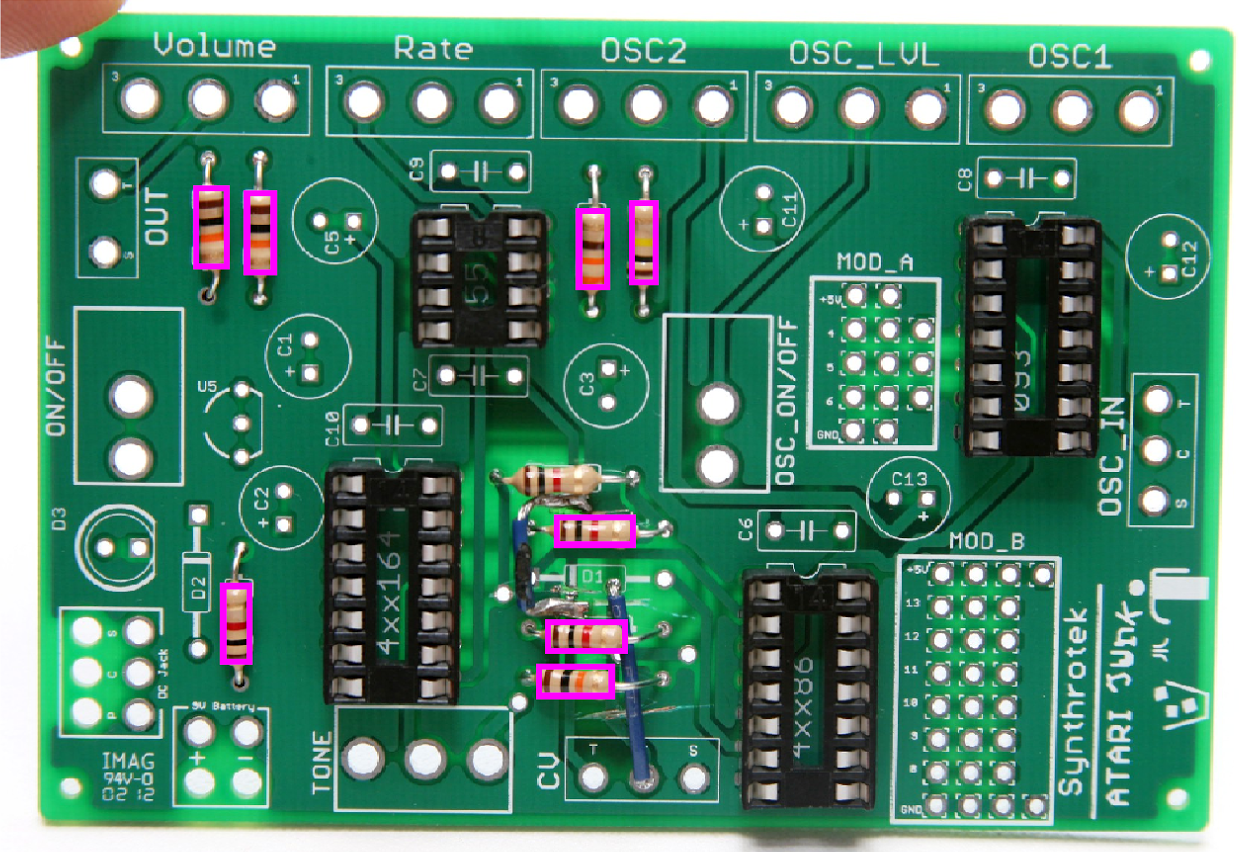 Volume
Rate
OSC2
OSC_LVL
OSC1
3 1
3 1
3 1
3 1
3 1
OUT
T
S
C9
C5
+
C11
+
C8
C12
+
55
MOD_A
+5V
4
5
6
GND
093
ON/OFF
U5
C1
+
C7
C3
+
C10
OSC_ON/OFF
OSC_IN
T
C
S
D3
C2
+
D2
4xx164
D1
C6
C13
+
MOD_B
+5V
13
12
11
10
9
8
GND
74
4xx86
S
C
P
DC Jack
9V Battery
+ -
IMAG
94V-0
02 12
TONE
CV
T S
Synthrotek
ATARI JUnk.